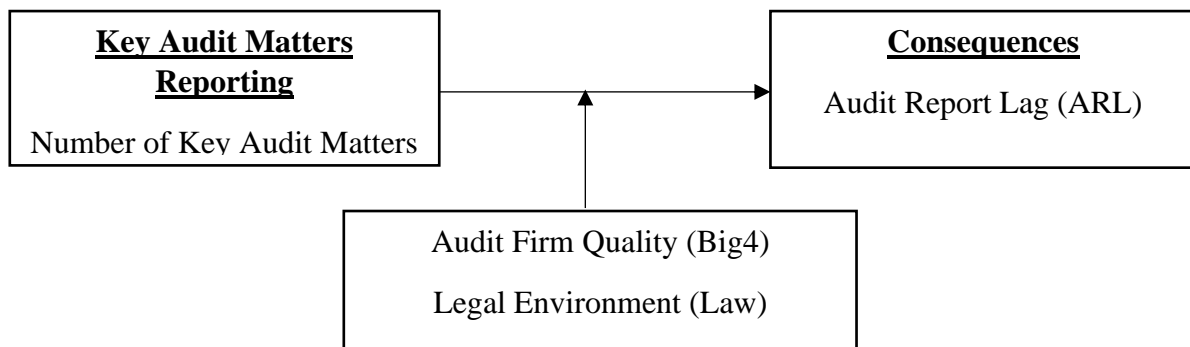 Key Audit Matters
Reporting
Number of Key Audit Matters
Consequences
Audit Report Lag (ARL)
Audit Firm Quality (Big4)
Legal Environment (Law)